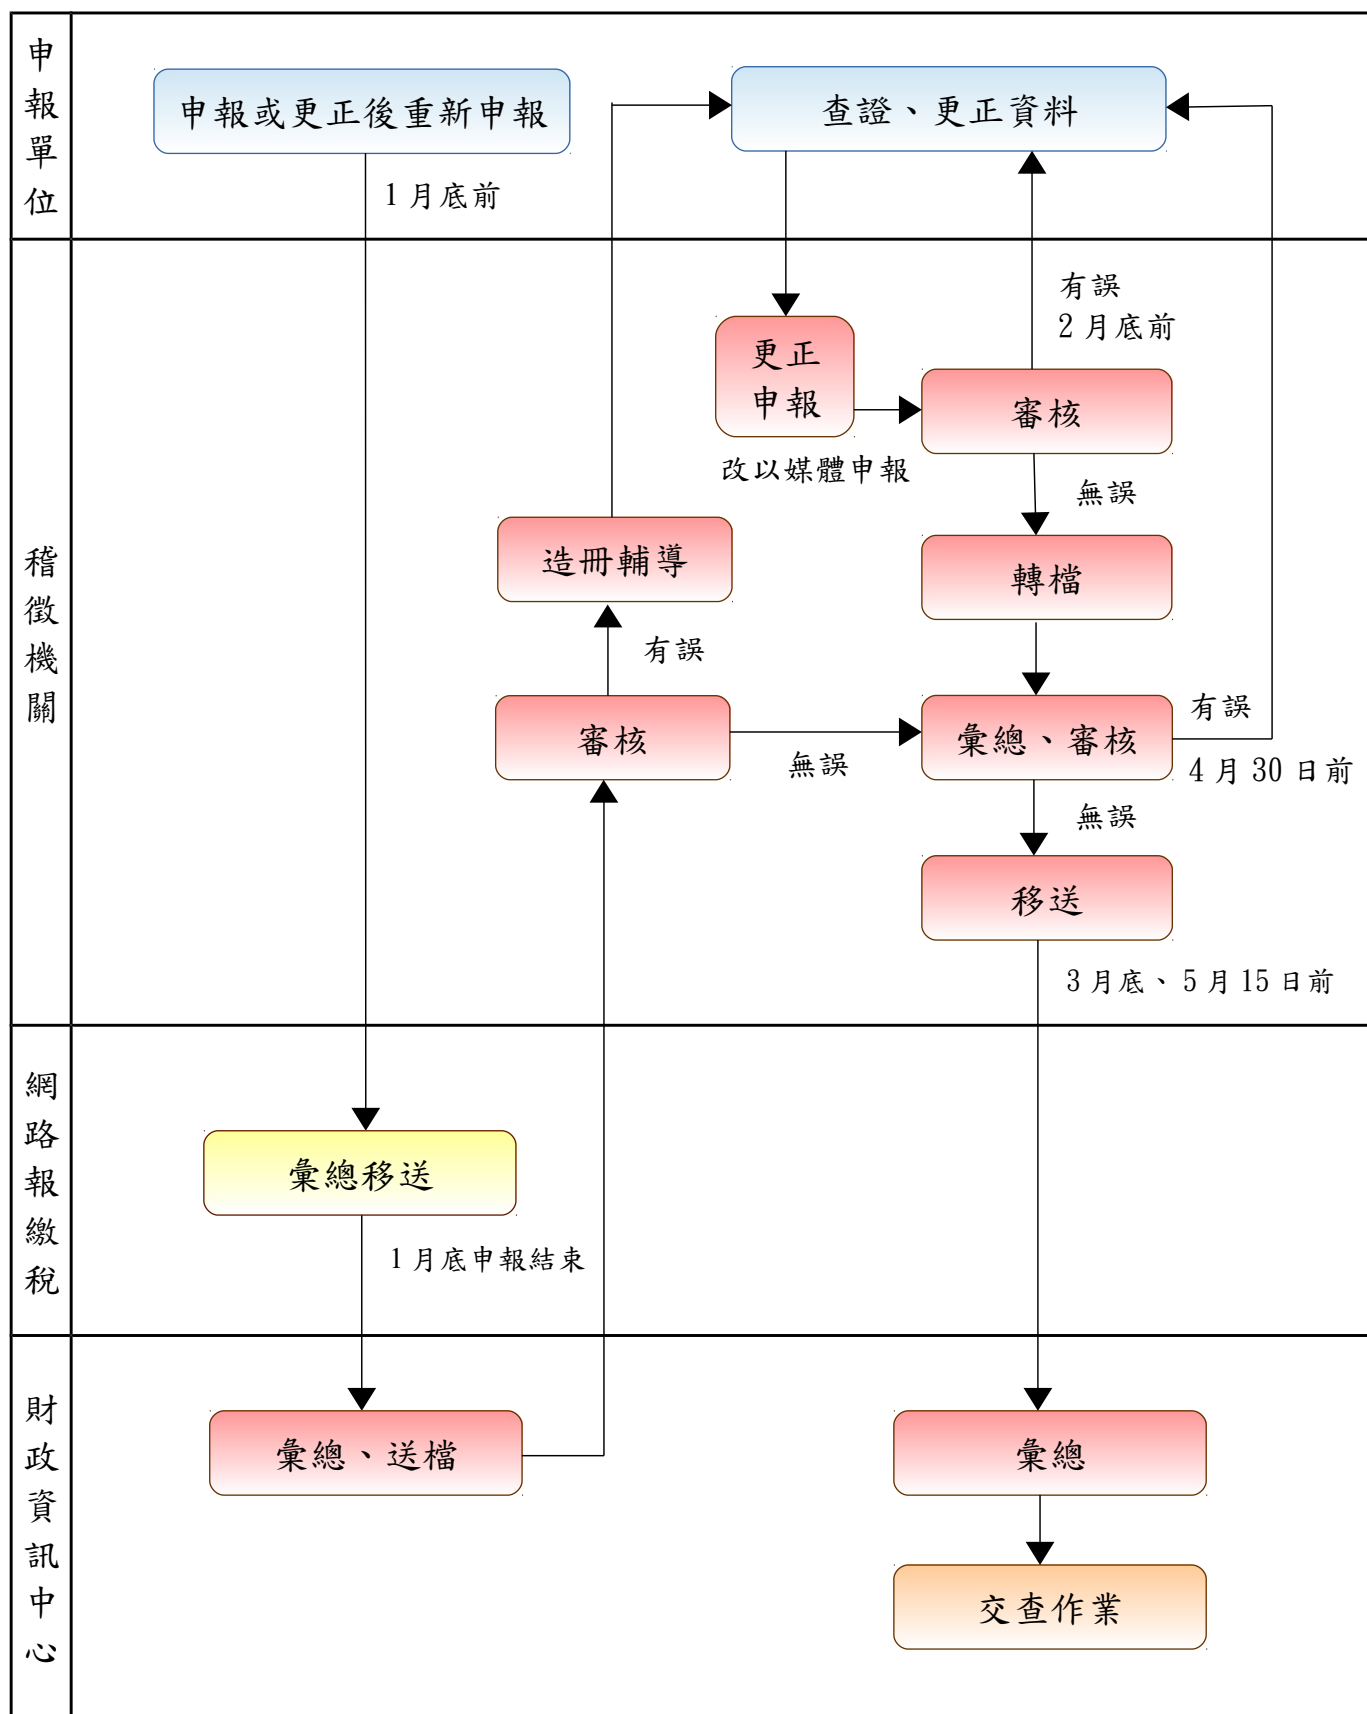 申報單位
申報或更正後重新申報
查證、更正資料
1月底前
稽徵機關
有誤
2月底前
更正
申報
審核
改以媒體申報
無誤
造冊輔導
轉檔
有誤
審核
無誤
彙總、審核
有誤
4月30日前
無誤
移送
3月底、5月15日前
網路報繳稅
彙總移送
1月底申報結束
財政資訊中心
彙總、送檔
彙總
交查作業